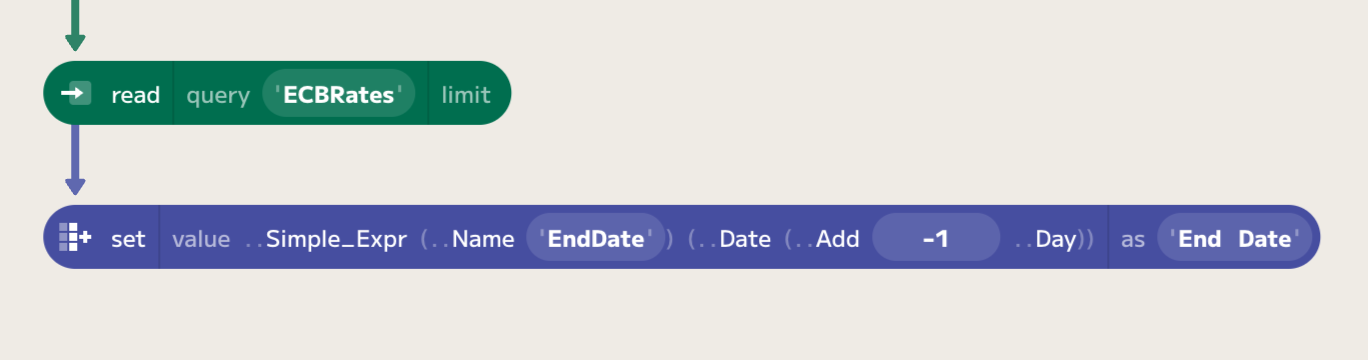 read query 'ECBRates' limit
set value ..Simple_Expr (..Name 'EndDate') (..Date (..Add -1 ..Day)) as 'End Date'